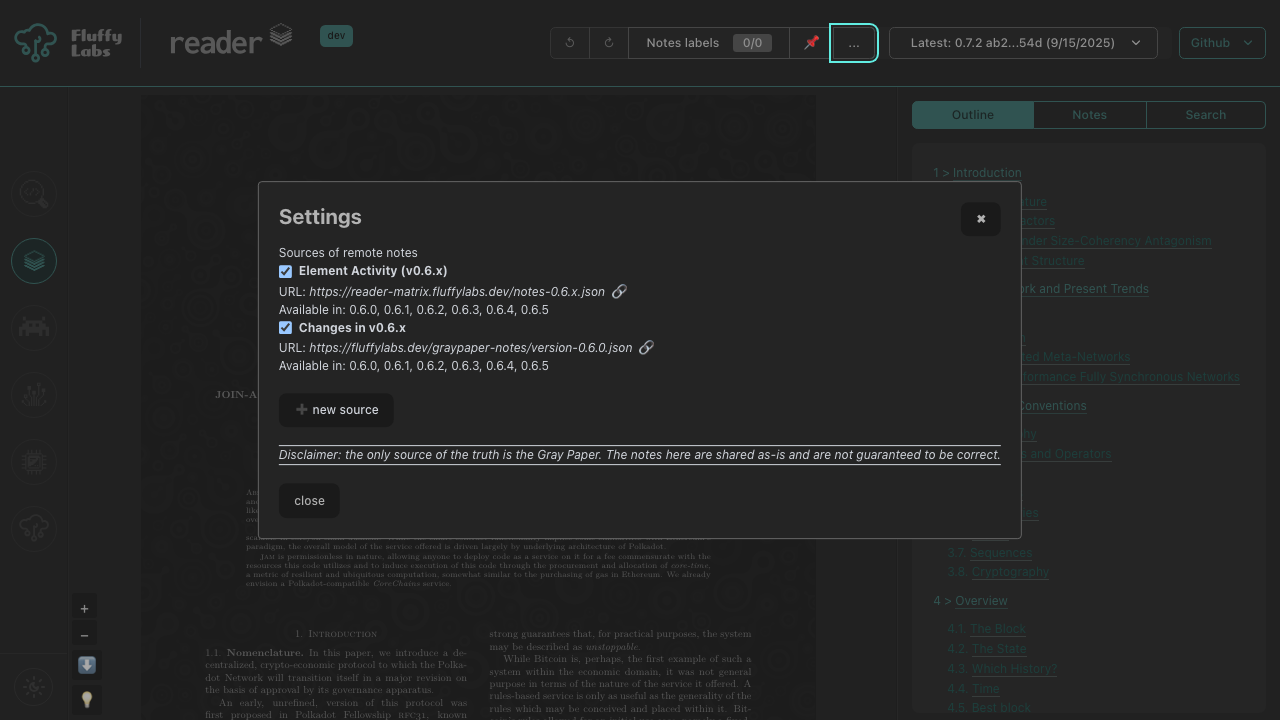 Fluffy
Labs
reader
dev
Notes labels 0/0
...
Latest: 0.7.2 ab2...54d (9/15/2025)
Github
Outline
Notes
Search
1 > Introduction
Size-Coherency Antagonism
Structure
and Present Trends
Meta-Networks
Fully Synchronous Networks
Conventions
and Operators
3.7. Sequences
3.8. Cryptography
4 > Overview
4.1. The Block
4.2. The State
4.3. Which History?
4.4. Time
4.5. Best block
Settings
✖
Sources of remote notes
Element Activity (v0.6.x)
URL: https://reader-matrix.fluffylabs.dev/notes-0.6.x.json
Available in: 0.6.0, 0.6.1, 0.6.2, 0.6.3, 0.6.4, 0.6.5
Changes in v0.6.x
URL: https://fluffylabs.dev/graypaper-notes/version-0.6.0.json
Available in: 0.6.0, 0.6.1, 0.6.2, 0.6.3, 0.6.4, 0.6.5
+ new source
Disclaimer: the only source of the truth is the Gray Paper. The notes here are shared as-is and are not guaranteed to be correct.
close
JOIN-A
paradigm, the overall model of the service offered is driven largely by underlying architecture of Polkadot.
Jam is permissionless in nature, allowing anyone to deploy code as a service on it for a fee commensurate with the
resources this code utilizes and to induce execution of this code through the procurement and allocation of core-time,
a metric of resilient and ubiquitous computation, somewhat similar to the purchasing of gas in Ethereum. We already
envision a Polkadot-compatible CoreChains service.
1. Introduction
1.1. Nomenclature. In this paper, we introduce a de-
centralized, crypto-economic protocol to which the Polka-
dot Network will transition itself in a major revision on
the basis of approval by its governance apparatus.
An early, unrefined, version of this protocol was
first proposed in Polkadot Fellowship RFC31, known
strong guarantees that, for practical purposes, the system
may be described as unstoppable.
While Bitcoin is, perhaps, the first example of such a
system within the economic domain, it was not general
purpose in terms of the nature of the service it offered. A
rules-based service is only as useful as the generality of the
rules which may be conceived and placed within it. Bit-
+
−